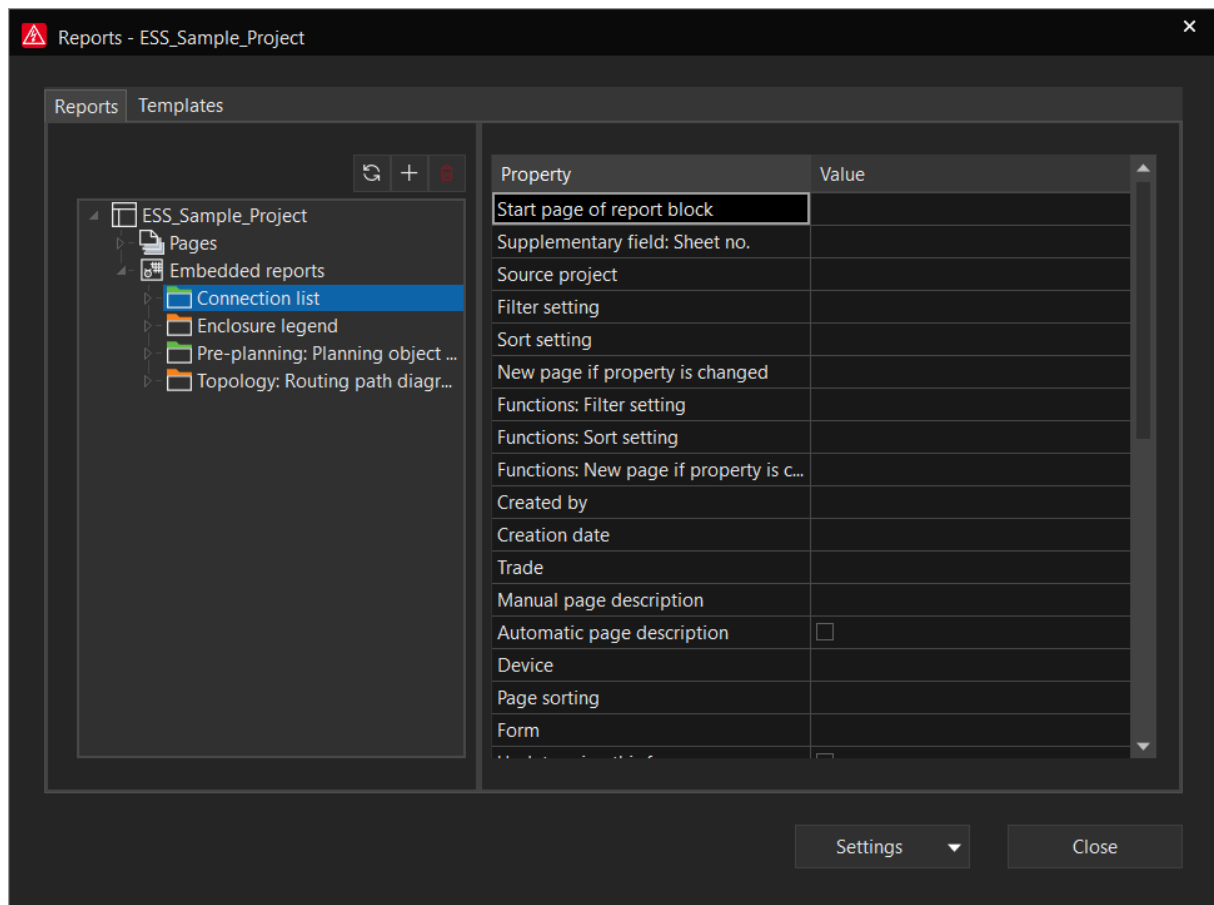 Reports - ESS_Sample_Project
Reports
Templates
ESS_Sample_Project
Pages
Embedded reports
Connection list
Enclosure legend
Pre-planning: Planning object ...
Topology: Routing path diagr...
Property Value
Start page of report block
Supplementary field: Sheet no.
Source project
Filter setting
Sort setting
New page if property is changed
Functions: Filter setting
Functions: Sort setting
Functions: New page if property is c...
Created by
Creation date
Trade
Manual page description
Automatic page description
Device
Page sorting
Form
Settings
Close